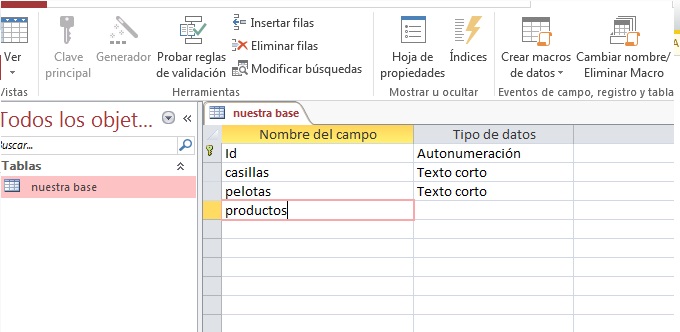 Ver
Vistas
Clave principal
Generador
Probar reglas de validación
Insertar filas
Eliminar filas
Modificar búsquedas
Herramientas
Hoja de propiedades
Índices
Mostrar u ocultar
Crear macros de datos
Cambiar nombre/ Eliminar Macro
Eventos de campo, registro y tabla
Todos los objet...
Buscar...
Tablas
nuestra base
nuestra base
Nombre del campo Tipo de datos
Id Autonumeración
casillas Texto corto
pelotas Texto corto
productos